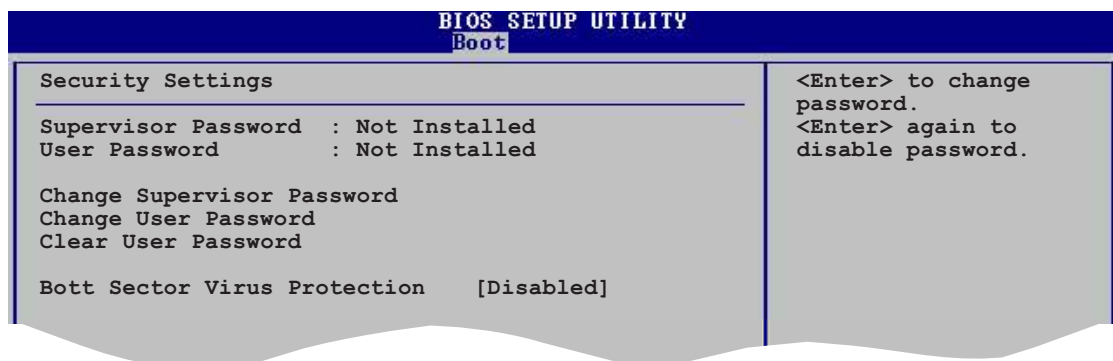 BIOS SETUP UTILITY
Boot
Security Settings
Supervisor Password : Not Installed
User Password : Not Installed
Change Supervisor Password
Change User Password
Clear User Password
Bott Sector Virus Protection [Disabled]
<Enter> to change
password.
<Enter> again to
disable password.